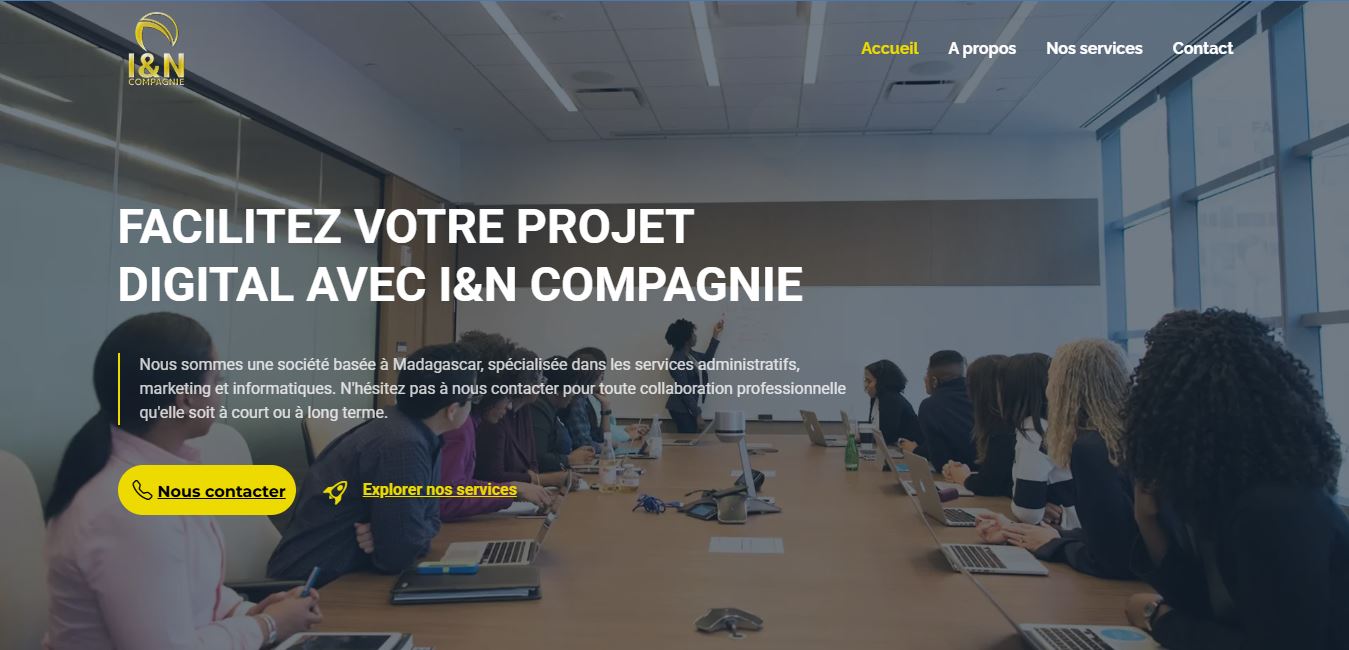 I&N
COMPAGNIE
Accueil A propos Nos services Contact
FACILITEZ VOTRE PROJET
DIGITAL AVEC I&N COMPAGNIE
Nous sommes une société basée à Madagascar, spécialisée dans les services administratifs,
marketing et informatiques. N'hésitez pas à nous contacter pour toute collaboration professionnelle
qu'elle soit à court ou à long terme.
Nous contacter
Explorer nos services